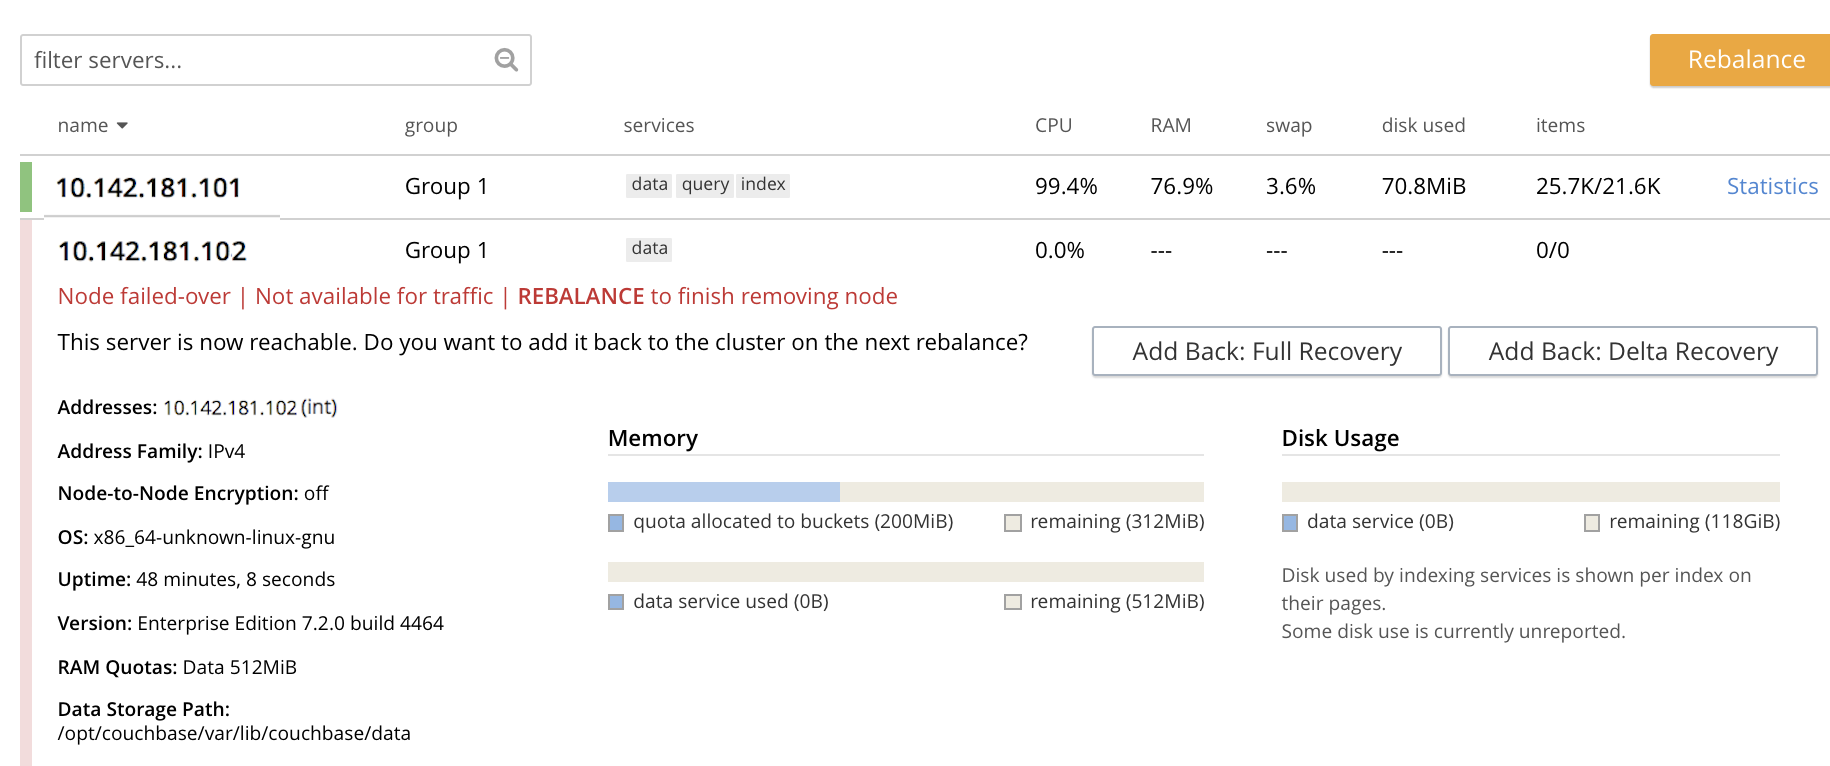 filter servers...
Rebalance
name group services CPU RAM swap disk used items
10.142.181.101 Group 1 data query index 99.4% 76.9% 3.6% 70.8MiB 25.7K/21.6K Statistics
10.142.181.102 Group 1 data 0.0% --- --- --- 0/0
Node failed-over | Not available for traffic | REBALANCE to finish removing node
This server is now reachable. Do you want to add it back to the cluster on the next rebalance?
Add Back: Full Recovery
Add Back: Delta Recovery
Addresses: 10.142.181.102 (int)
Address Family: IPv4
Node-to-Node Encryption: off
OS: x86_64-unknown-linux-gnu
Uptime: 48 minutes, 8 seconds
Version: Enterprise Edition 7.2.0 build 4464
RAM Quotas: Data 512MiB
Data Storage Path:
/opt/couchbase/var/lib/couchbase/data
Memory
quota allocated to buckets (200MiB) remaining (312MiB)
data service used (0B) remaining (512MiB)
Disk Usage
data service (0B) remaining (118GiB)
Disk used by indexing services is shown per index on
their pages.
Some disk use is currently unreported.